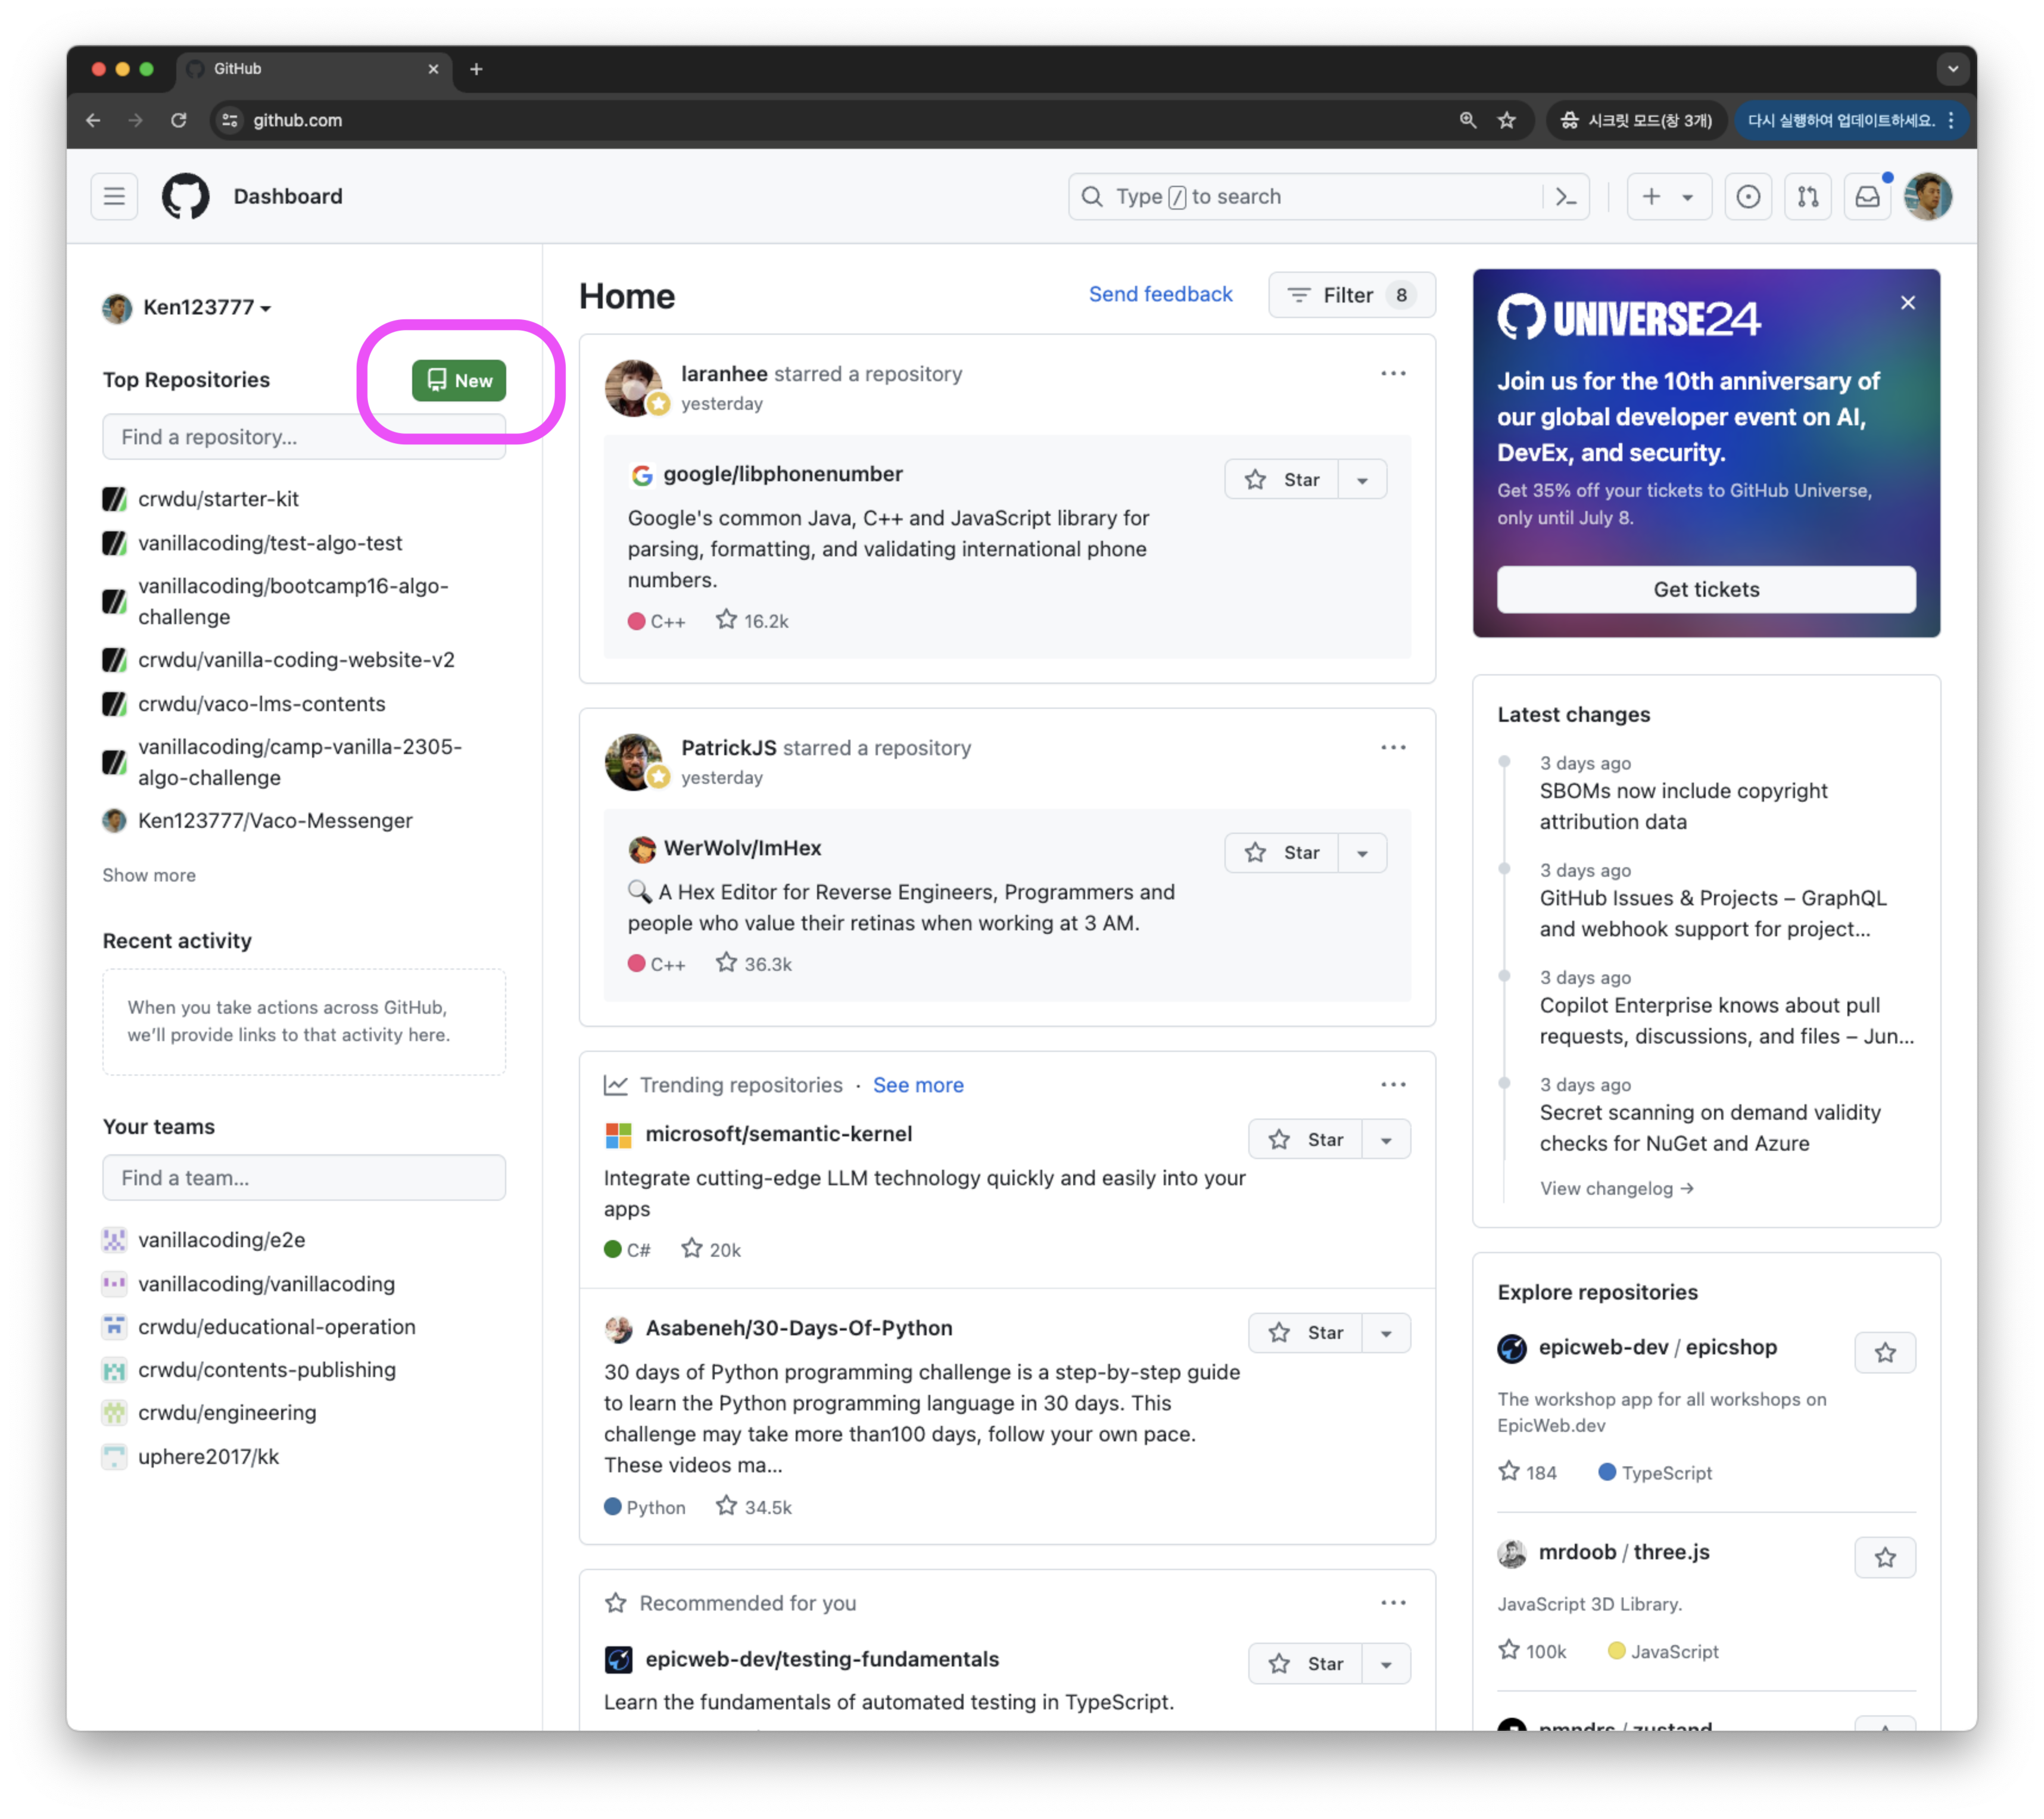 GitHub
github.com
시크릿 모드(창 3개)
다시 실행하여 업데이트하세요.
Dashboard
Type / to search
Ken123777
Top Repositories
New
Find a repository...
crwdu/starter-kit
vanillacoding/test-algo-test
vanillacoding/bootcamp16-algo-
challenge
crwdu/vanilla-coding-website-v2
crwdu/vaco-lms-contents
vanillacoding/camp-vanilla-2305-
algo-challenge
Ken123777/Vaco-Messenger
Show more
Recent activity
When you take actions across GitHub,
we'll provide links to that activity here.
Your teams
Find a team...
vanillacoding/e2e
vanillacoding/vanillacoding
crwdu/educational-operation
crwdu/contents-publishing
crwdu/engineering
uphere2017/kk
Home
Send feedback
Filter 8
laranhee starred a repository
yesterday
google/libphonenumber
Star
Google's common Java, C++ and JavaScript library for
parsing, formatting, and validating international phone
numbers.
C++ 16.2k
PatrickJS starred a repository
yesterday
WerWolv/ImHex
Star
🔍 A Hex Editor for Reverse Engineers, Programmers and
people who value their retinas when working at 3 AM.
C++ 36.3k
Trending repositories · See more
microsoft/semantic-kernel
Star
Integrate cutting-edge LLM technology quickly and easily into your
apps
C# 20k
Asabeneh/30-Days-Of-Python
Star
30 days of Python programming challenge is a step-by-step guide
to learn the Python programming language in 30 days. This
challenge may take more than100 days, follow your own pace.
These videos ma...
Python 34.5k
Recommended for you
epicweb-dev/testing-fundamentals
Star
Learn the fundamentals of automated testing in TypeScript.
UNIVERSE24
Join us for the 10th anniversary of
our global developer event on AI,
DevEx, and security.
Get 35% off your tickets to GitHub Universe,
only until July 8.
Get tickets
Latest changes
3 days ago
SBOMs now include copyright
attribution data
3 days ago
GitHub Issues & Projects – GraphQL
and webhook support for project...
3 days ago
Copilot Enterprise knows about pull
requests, discussions, and files – Jun...
3 days ago
Secret scanning on demand validity
checks for NuGet and Azure
View changelog →
Explore repositories
epicweb-dev / epicshop
The workshop app for all workshops on
EpicWeb.dev
184 TypeScript
mrdoob / three.js
JavaScript 3D Library.
100k JavaScript
pmndrs / zustand